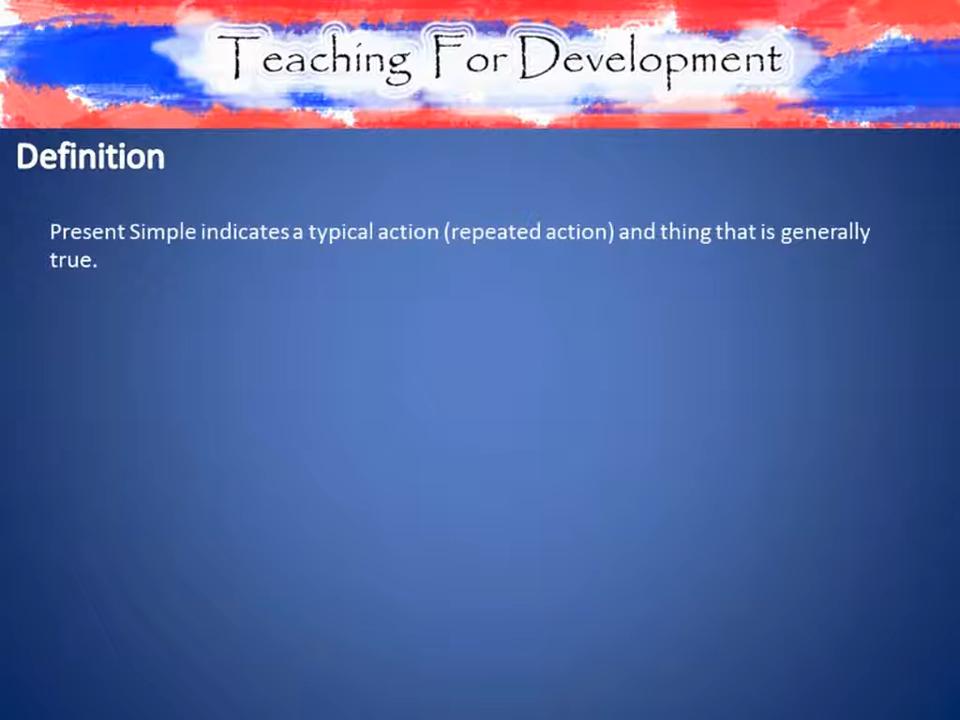 Teaching For Development
Definition
Present Simple indicates a typical action (repeated action) and thing that is generally
true.